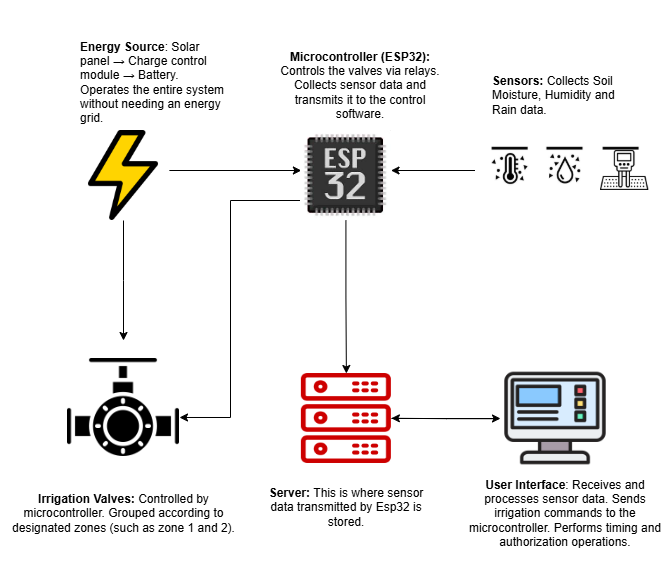 Energy Source: Solar
panel → Charge control
module → Battery.
Operates the entire system
without needing an energy
grid.
Microcontroller (ESP32):
Controls the valves via relays.
Collects sensor data and
transmits it to the control
software.
Sensors: Collects Soil
Moisture, Humidity and
Rain data.
ESP
32
Irrigation Valves: Controlled by
microcontroller. Grouped according to
designated zones (such as zone 1 and 2).
Server: This is where sensor
data transmitted by Esp32 is
stored.
User Interface: Receives and
processes sensor data. Sends
irrigation commands to the
microcontroller. Performs timing and
authorization operations.